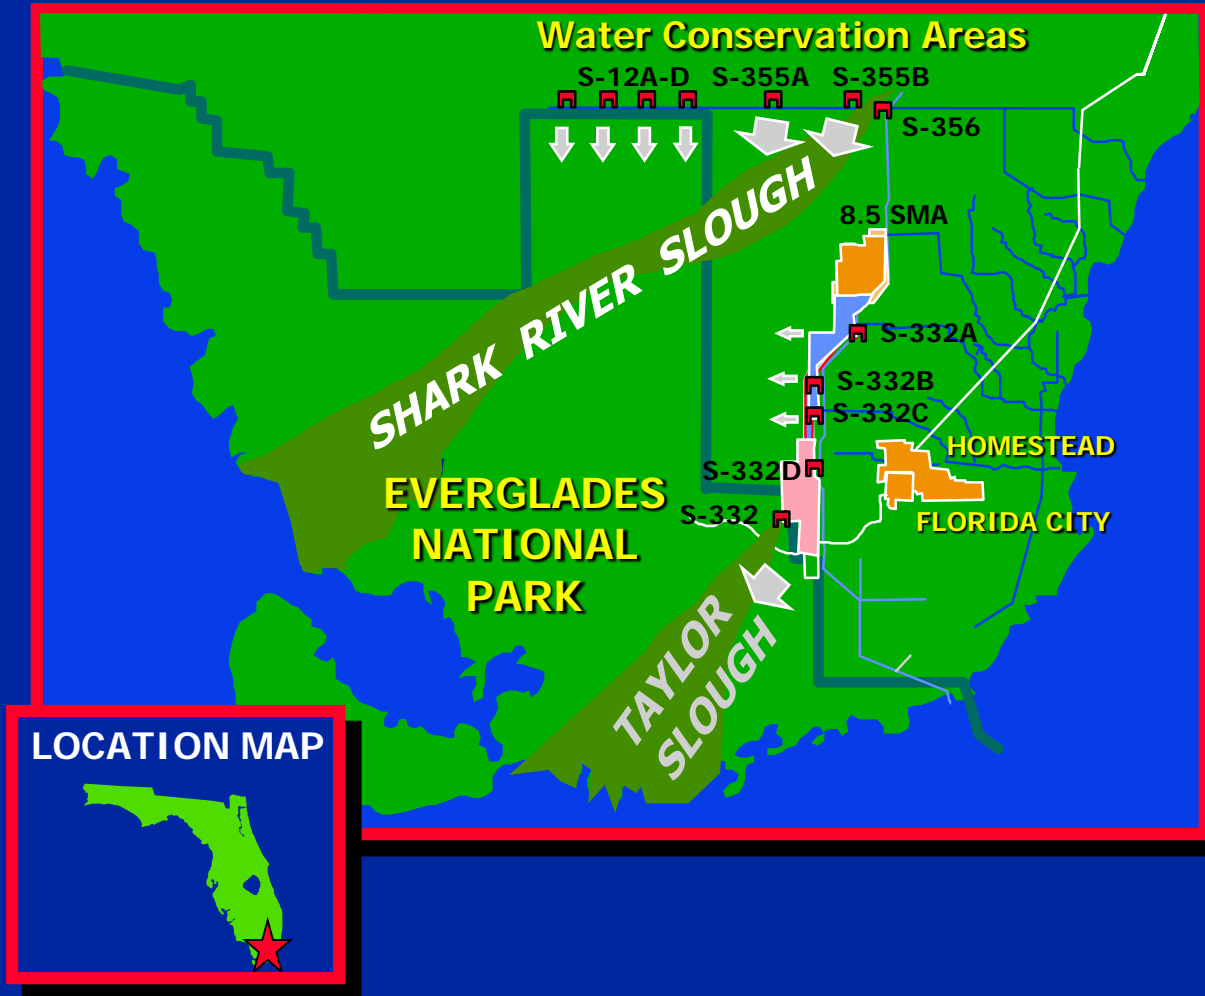 Water Conservation Areas
S-12A-D
S-355A
S-355B
S-356
8.5 SMA
SHARK RIVER SLOUGH
S-332A
S-332B
S-332C
HOMESTEAD
S-332D
EVERGLADES
NATIONAL
PARK
S-332
FLORIDA CITY
TAYLOR
SLOUGH
LOCATION MAP